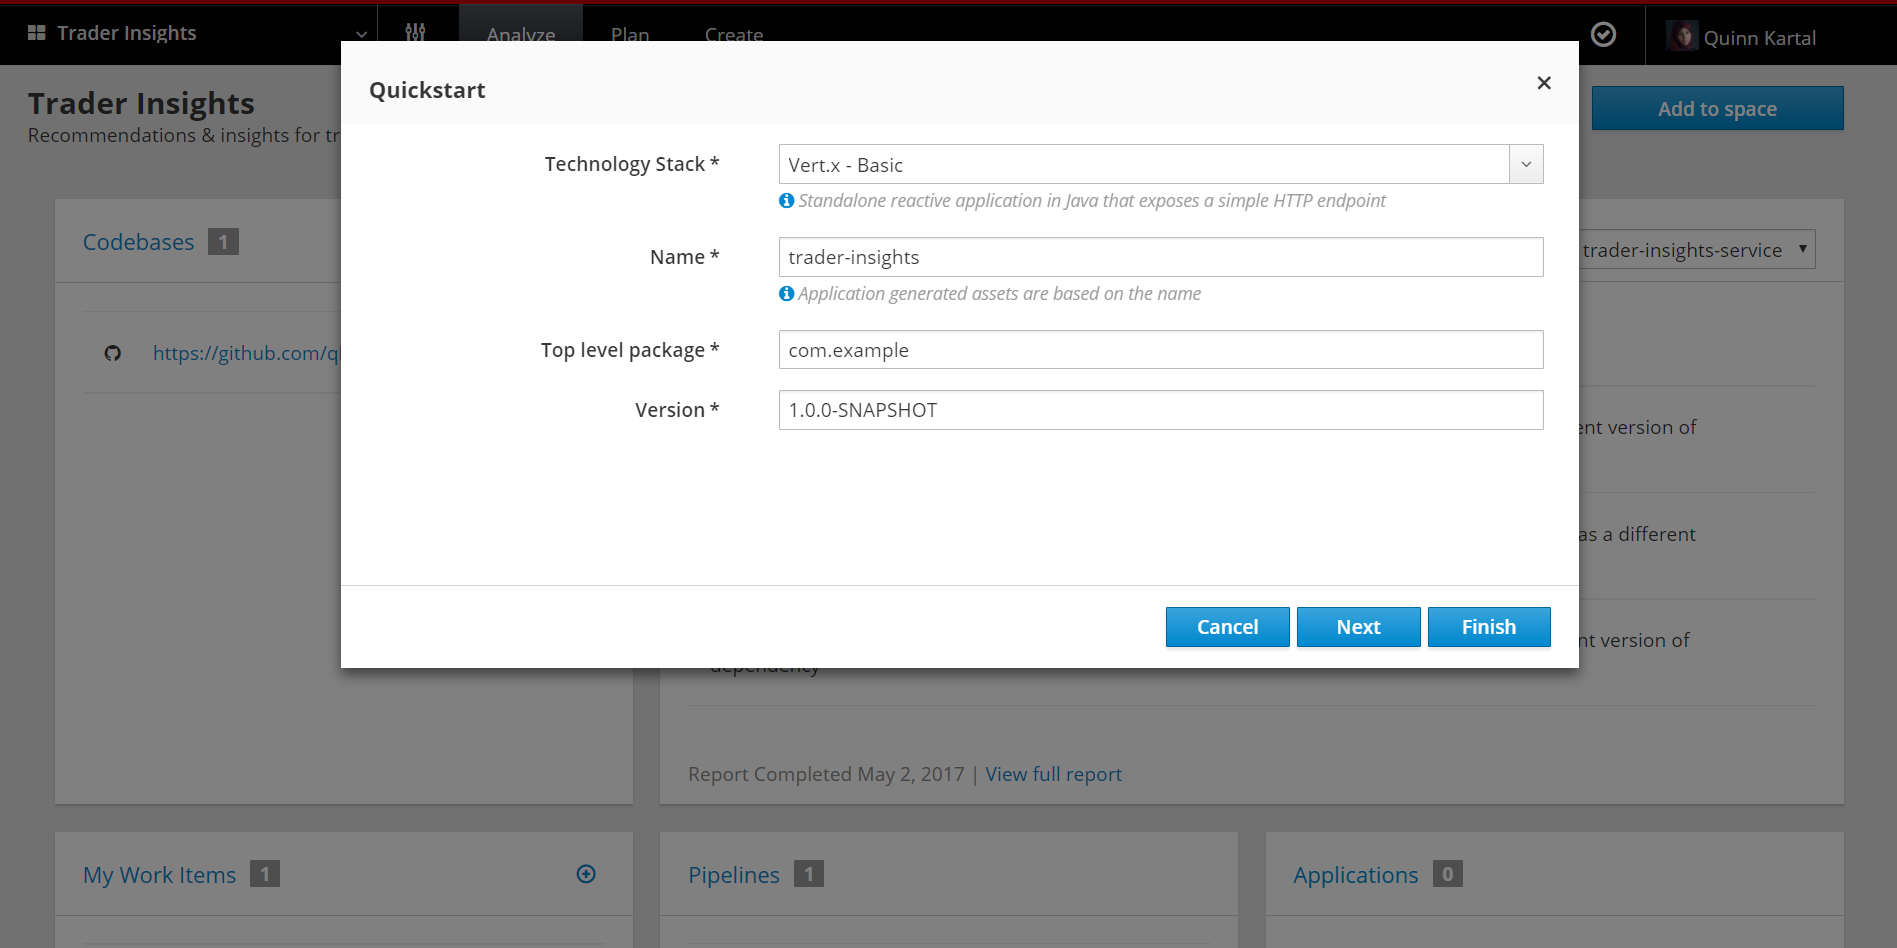 Trader Insights
Analyze Plan Create
Quinn Kartal
Trader Insights
Recommendations & insights for tr
Add to space
Quickstart
×
Technology Stack *
Vert.x - Basic
Standalone reactive application in Java that exposes a simple HTTP endpoint
Name *
trader-insights
Application generated assets are based on the name
Top level package *
com.example
Version *
1.0.0-SNAPSHOT
Cancel Next Finish
Codebases 1
https://github.com/q
trader-insights-service
ent version of
as a different
nt version of
dependency
Report Completed May 2, 2017 | View full report
My Work Items 1
Pipelines 1
Applications 0